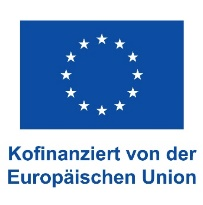 Kofinanziert von der
Europäischen Union